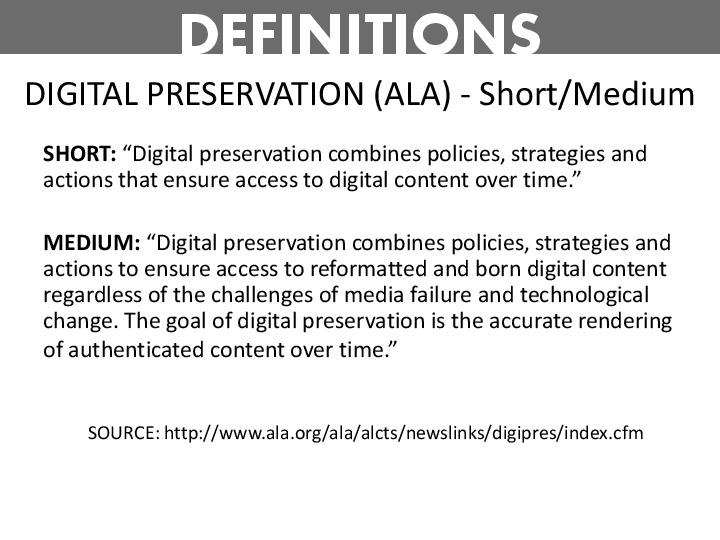 DEFINITIONS
DIGITAL PRESERVATION (ALA) - Short/Medium
SHORT: “Digital preservation combines policies, strategies and
actions that ensure access to digital content over time.”
MEDIUM: “Digital preservation combines policies, strategies and
actions to ensure access to reformatted and born digital content
regardless of the challenges of media failure and technological
change. The goal of digital preservation is the accurate rendering
of authenticated content over time.”
SOURCE: http://www.ala.org/ala/alcts/newslinks/digipres/index.cfm